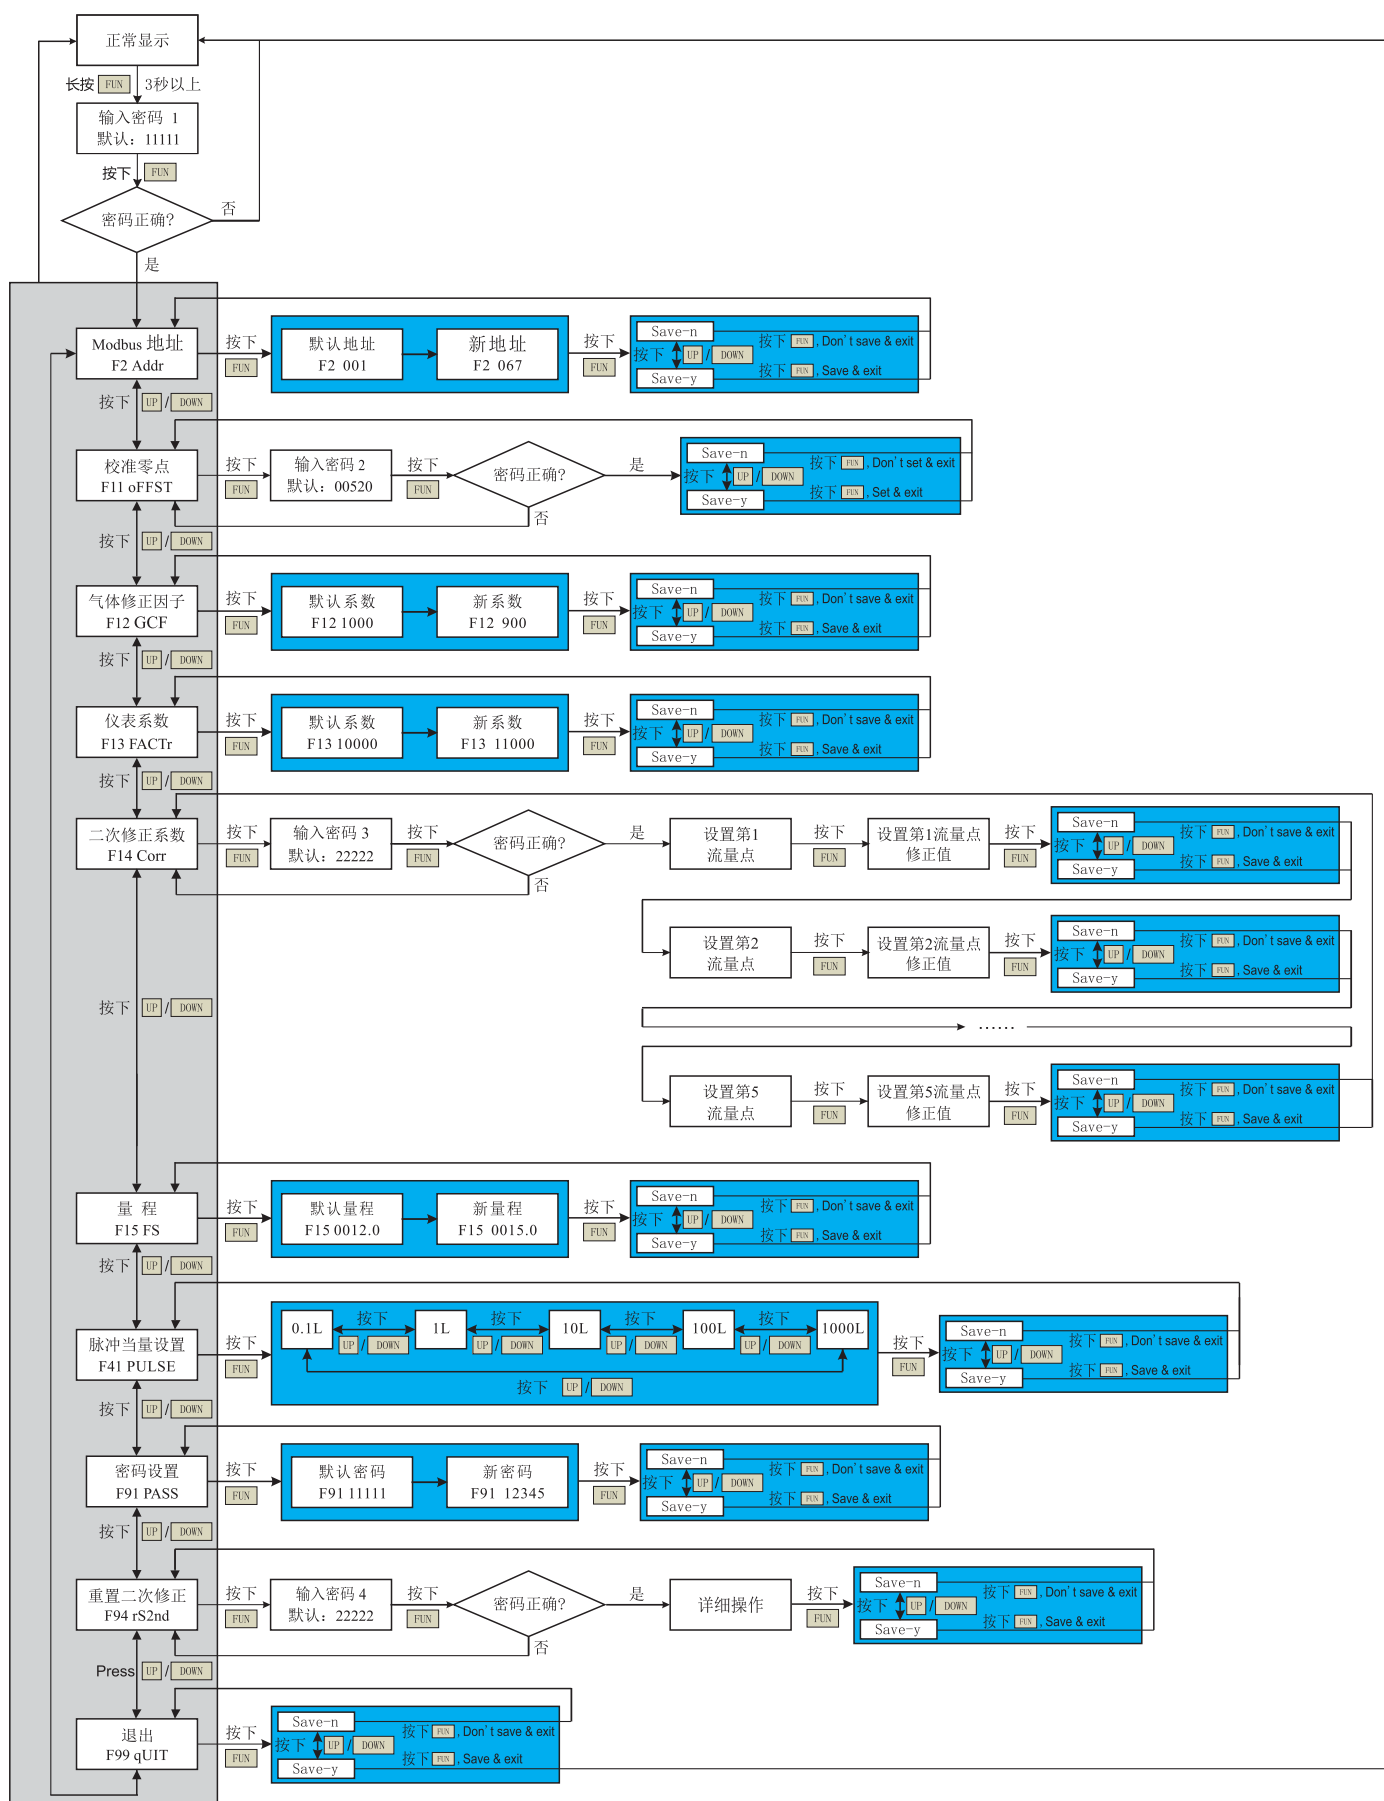 正常显示
长按 FUN 3秒以上
输入密码 1
默认：11111
按下 FUN
密码正确?
否
是
Modbus 地址
F2 Addr
按下
FUN
默认地址
F2 001
新地址
F2 067
按下
FUN
Save-n
按下 UP / DOWN
Save-y
按下 FUN , Don't save & exit
按下 FUN , Save & exit
按下 UP / DOWN
校准零点
F11 oFFST
按下
FUN
输入密码 2
默认：00520
按下
FUN
密码正确?
是
否
Save-n
按下 UP / DOWN
Save-y
按下 FUN , Don't set & exit
按下 FUN , Set & exit
按下 UP / DOWN
气体修正因子
F12 GCF
按下
FUN
默认系数
F12 1000
新系数
F12 900
按下
FUN
Save-n
按下 UP / DOWN
Save-y
按下 FUN , Don't save & exit
按下 FUN , Save & exit
按下 UP / DOWN
仪表系数
F13 FACTr
按下
FUN
默认系数
F13 10000
新系数
F13 11000
按下
FUN
Save-n
按下 UP / DOWN
Save-y
按下 FUN , Don't save & exit
按下 FUN , Save & exit
按下 UP / DOWN
二次修正系数
F14 Corr
按下
FUN
输入密码 3
默认：22222
按下
FUN
密码正确?
是
否
设置第1
流量点
按下
FUN
设置第1流量点
修正值
按下
FUN
Save-n
按下 UP / DOWN
Save-y
按下 FUN , Don't save & exit
按下 FUN , Save & exit
设置第2
流量点
按下
FUN
设置第2流量点
修正值
按下
FUN
Save-n
按下 UP / DOWN
Save-y
按下 FUN , Don't save & exit
按下 FUN , Save & exit
按下 UP / DOWN
……
设置第5
流量点
按下
FUN
设置第5流量点
修正值
按下
FUN
Save-n
按下 UP / DOWN
Save-y
按下 FUN , Don't save & exit
按下 FUN , Save & exit
量 程
F15 FS
按下
FUN
默认量程
F15 0012.0
新量程
F15 0015.0
按下
FUN
Save-n
按下 UP / DOWN
Save-y
按下 FUN , Don't save & exit
按下 FUN , Save & exit
按下 UP / DOWN
脉冲当量设置
F41 PULSE
按下
FUN
0.1L
按下
UP / DOWN
1L
按下
UP / DOWN
10L
按下
UP / DOWN
100L
按下
UP / DOWN
1000L
按下 UP / DOWN
按下
FUN
Save-n
按下 UP / DOWN
Save-y
按下 FUN , Don't save & exit
按下 FUN , Save & exit
按下 UP / DOWN
密码设置
F91 PASS
按下
FUN
默认密码
F91 11111
新密码
F91 12345
按下
FUN
Save-n
按下 UP / DOWN
Save-y
按下 FUN , Don't save & exit
按下 FUN , Save & exit
按下 UP / DOWN
重置二次修正
F94 rS2nd
按下
FUN
输入密码 4
默认：22222
按下
FUN
密码正确?
是
否
详细操作
按下
FUN
Save-n
按下 UP / DOWN
Save-y
按下 FUN , Don't save & exit
按下 FUN , Save & exit
Press UP / DOWN
退出
F99 qUIT
按下
FUN
Save-n
按下 UP / DOWN
Save-y
按下 FUN , Don't save & exit
按下 FUN , Save & exit